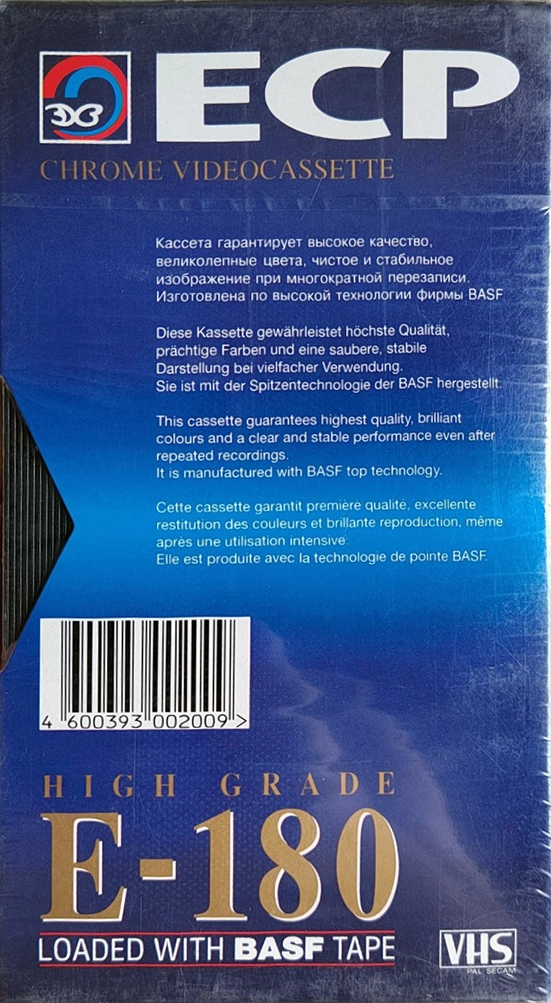 ЭКЗ
ECP
CHROME VIDEOCASSETTE
Кассета гарантирует высокое качество,
великолепные цвета, чистое и стабильное
изображение при многократной перезаписи.
Изготовлена по высокой технологии фирмы BASF
Diese Kassette gewährleistet höchste Qualität,
prächtige Farben und eine saubere, stabile
Darstellung bei vielfacher Verwendung.
Sie ist mit der Spitzentechnologie der BASF hergestellt.
This cassette guarantees highest quality, brilliant
colours and a clear and stable performance even after
repeated recordings.
It is manufactured with BASF top technology.
Cette cassette garantit première qualité, excellente
restitution des couleurs et brillante reproduction, même
après une utilisation intensive.
Elle est produite avec la technologie de pointe BASF.
4 600393 002009 >
HIGH GRADE
E-180
LOADED WITH BASF TAPE
VHS
PAL SECAM